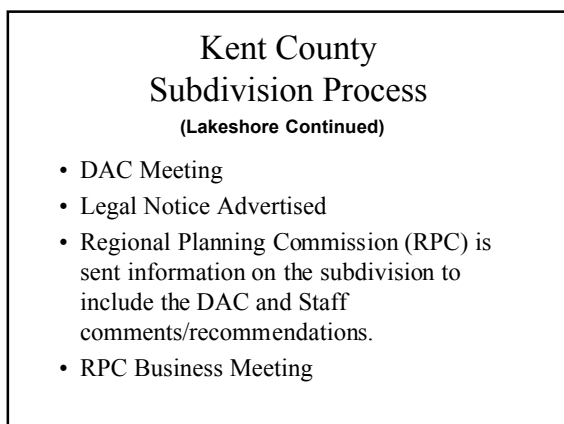 Kent County
Subdivision Process
(Lakeshore Continued)
• DAC Meeting
• Legal Notice Advertised
• Regional Planning Commission (RPC) is
sent information on the subdivision to
include the DAC and Staff
comments/recommendations.
• RPC Business Meeting